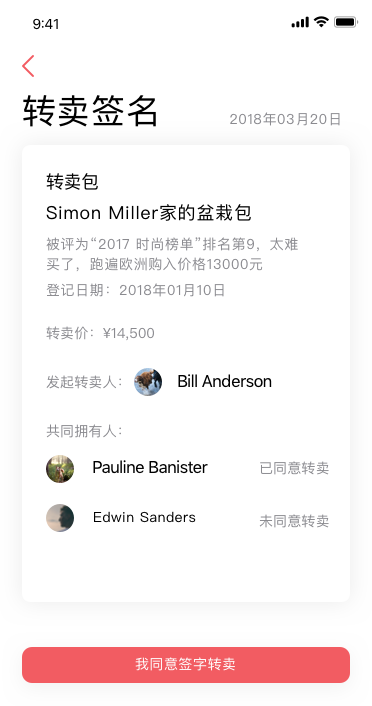 9:41
转卖签名
2018年03月20日
转卖包
Simon Miller家的盆栽包
被评为“2017 时尚榜单”排名第9，太难
买了，跑遍欧洲购入价格13000元
登记日期：2018年01月10日
转卖价：¥14,500
发起转卖人： Bill Anderson
共同拥有人：
Pauline Banister 已同意转卖
Edwin Sanders 未同意转卖
我同意签字转卖